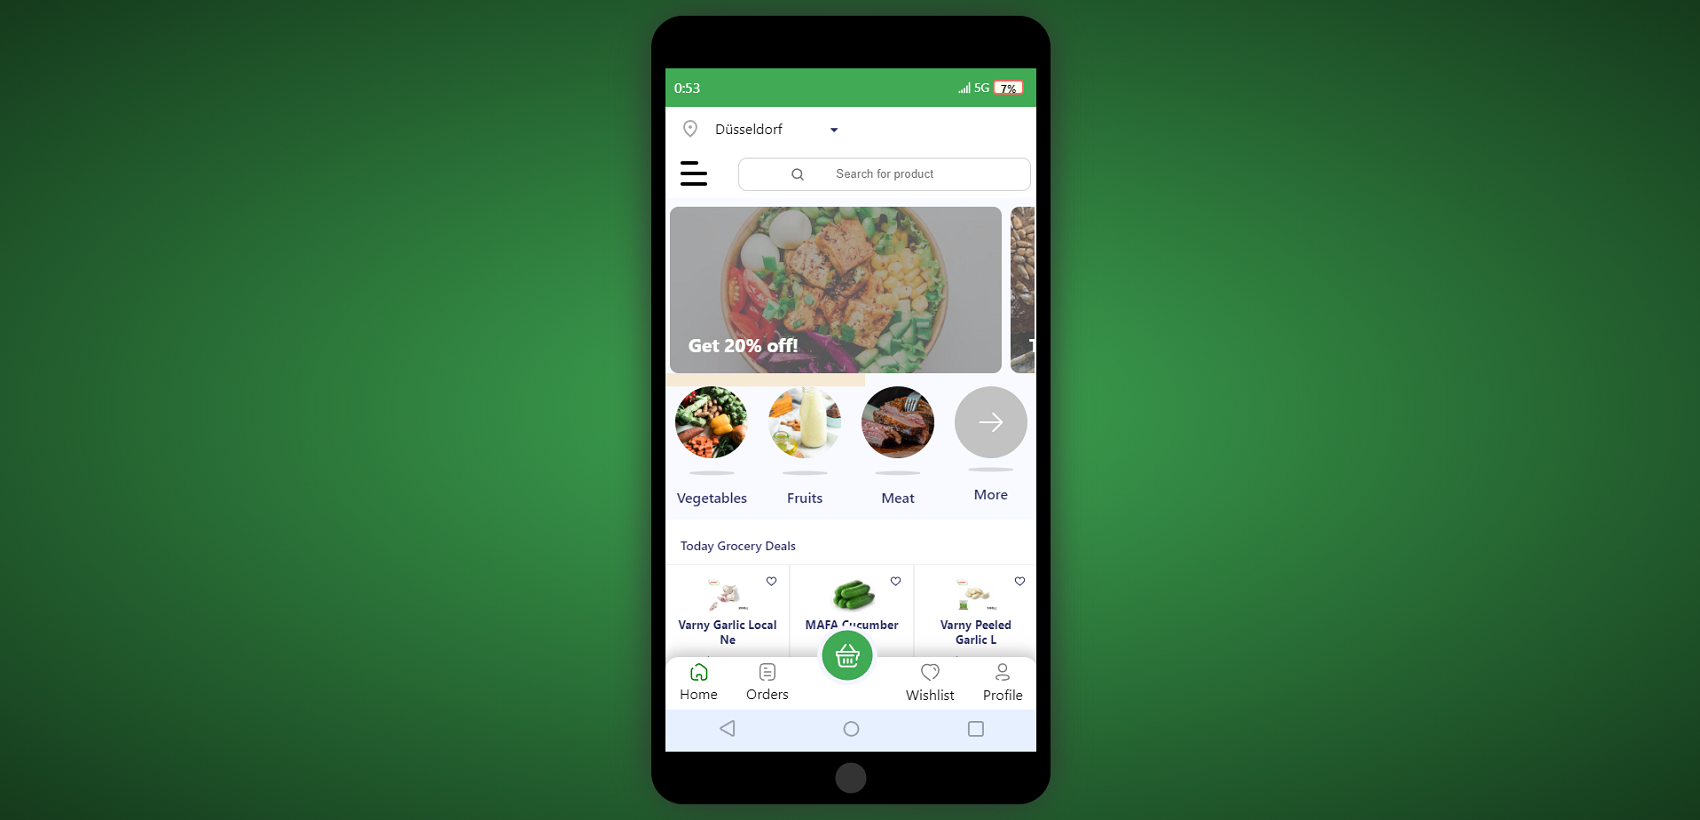 0:53
5G 7%
Düsseldorf
Search for product
Get 20% off!
T
Vegetables
Fruits
Meat
More
Today Grocery Deals
Varny Garlic Local
Ne
MAFA Cucumber
Varny Peeled
Garlic L
Home
Orders
Wishlist
Profile